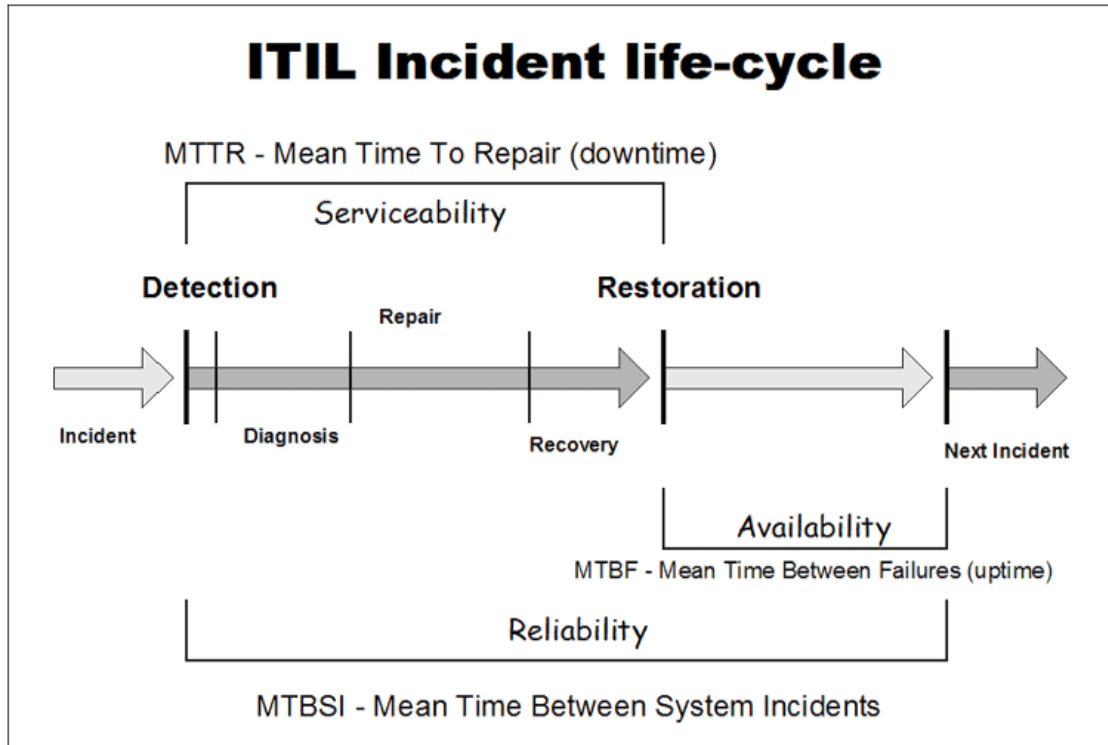 ITIL Incident life-cycle
MTTR - Mean Time To Repair (downtime)
Serviceability
Detection
Restoration
Repair
Incident
Diagnosis
Recovery
Next Incident
Availability
MTBF - Mean Time Between Failures (uptime)
Reliability
MTBSI - Mean Time Between System Incidents